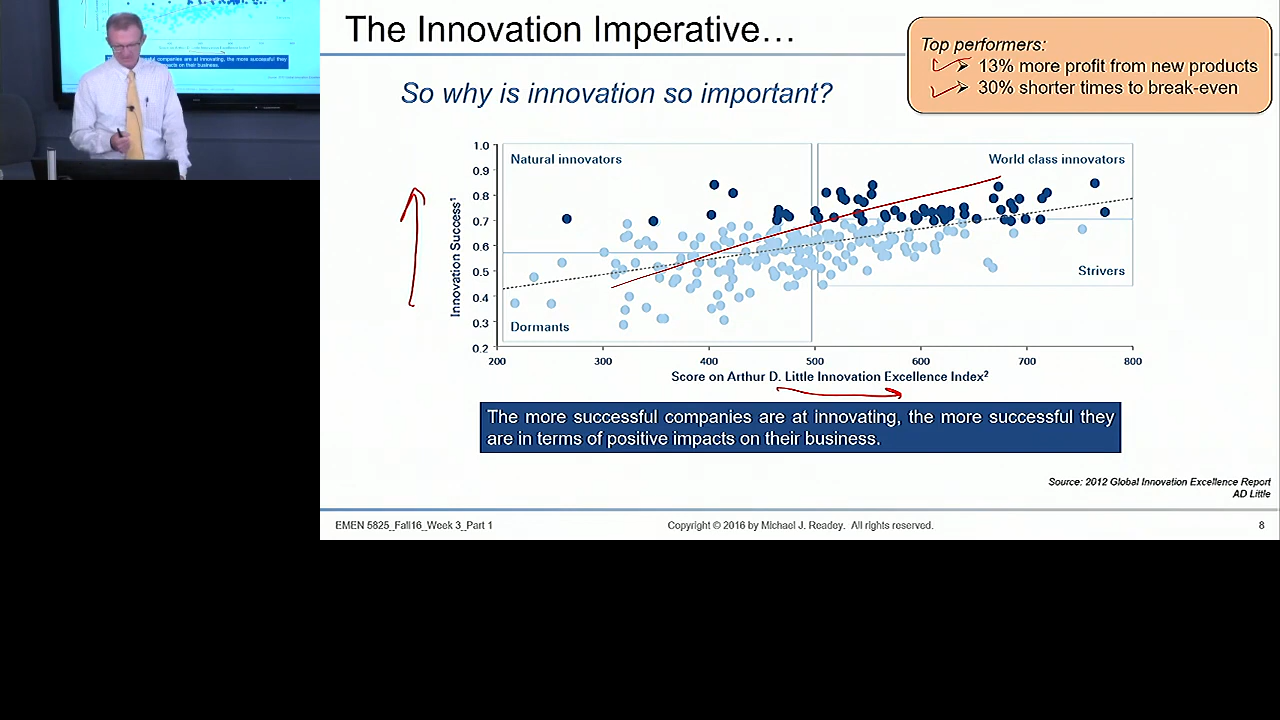 The Innovation Imperative…
Top performers:
➢ 13% more profit from new products
➢ 30% shorter times to break-even
So why is innovation so important?
1.0
0.9
0.8
0.7
0.6
0.5
0.4
0.3
0.2
Innovation Success¹
Natural innovators
World class innovators
Strivers
Dormants
200 300 400 500 600 700 800
Score on Arthur D. Little Innovation Excellence Index²
The more successful companies are at innovating, the more successful they
are in terms of positive impacts on their business.
Source: 2012 Global Innovation Excellence Report
AD Little
EMEN 5825_Fall16_Week 3_Part 1
Copyright © 2016 by Michael J. Readey. All rights reserved.
8